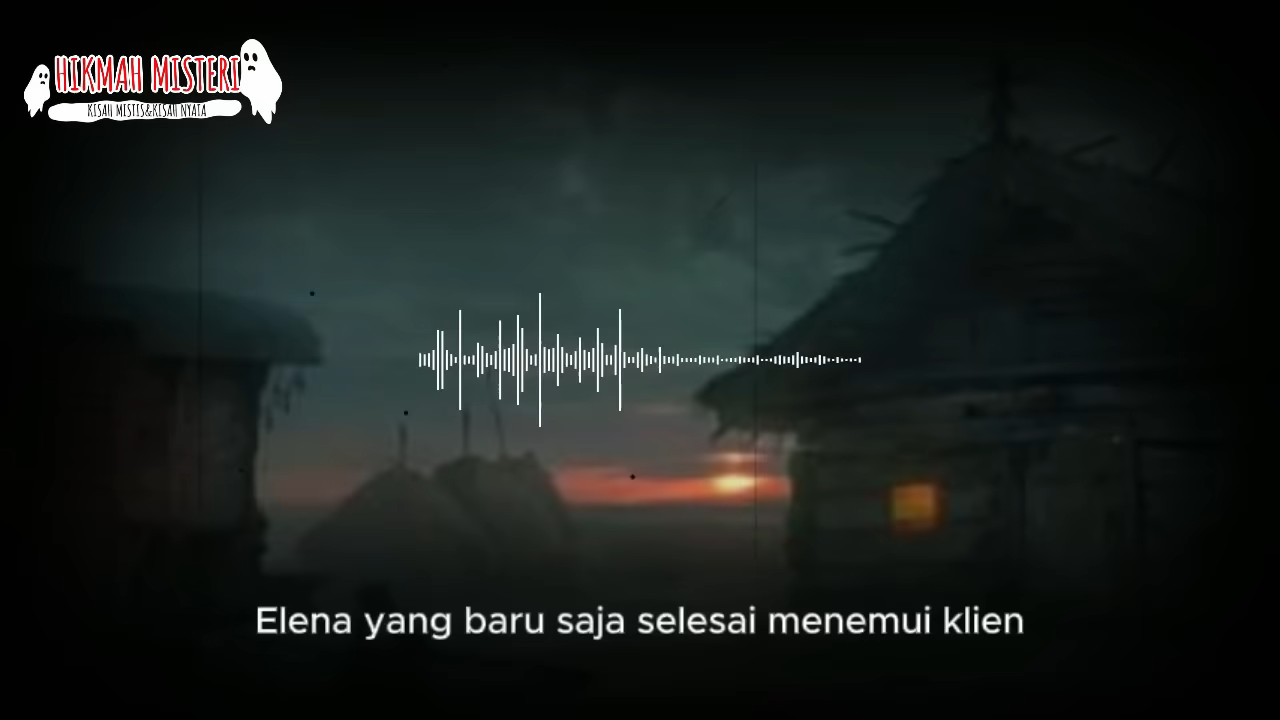 HIKMAH MISTERI
KISAH MISTIS&KISAH NYATA
Elena yang baru saja selesai menemui klien